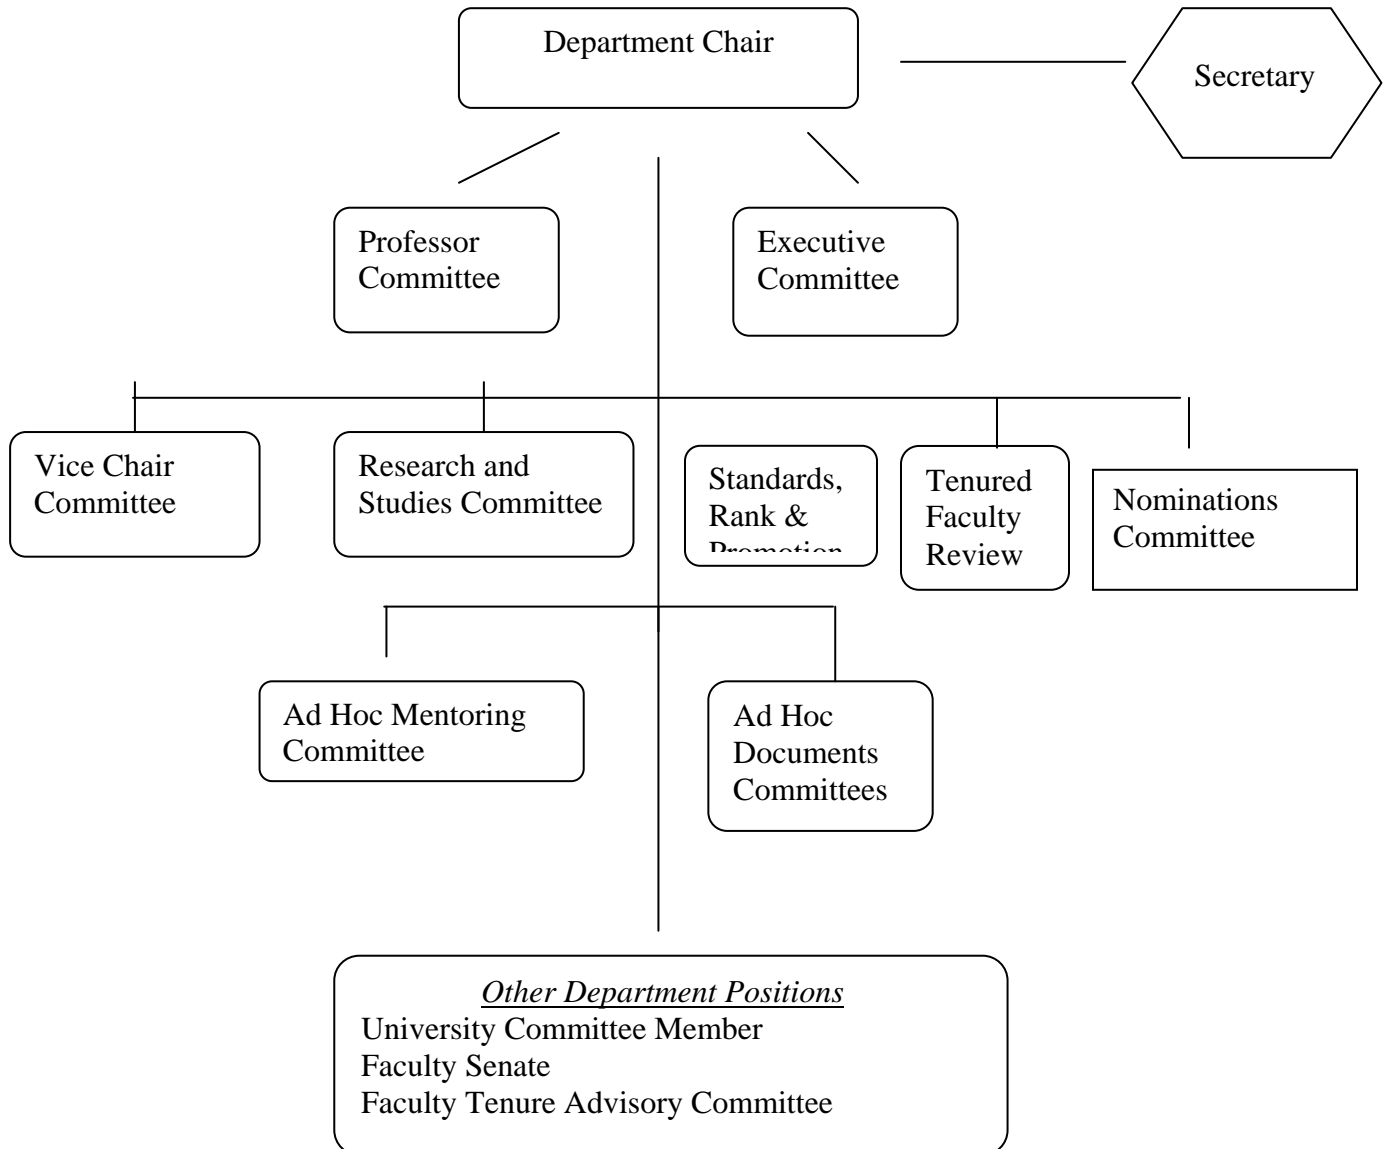 Department Chair
Secretary
Professor
Committee
Executive
Committee
Vice Chair
Committee
Research and
Studies Committee
Standards,
Rank &
Promotion
Tenured
Faculty
Review
Nominations
Committee
Ad Hoc Mentoring
Committee
Ad Hoc
Documents
Committees
Other Department Positions
University Committee Member
Faculty Senate
Faculty Tenure Advisory Committee